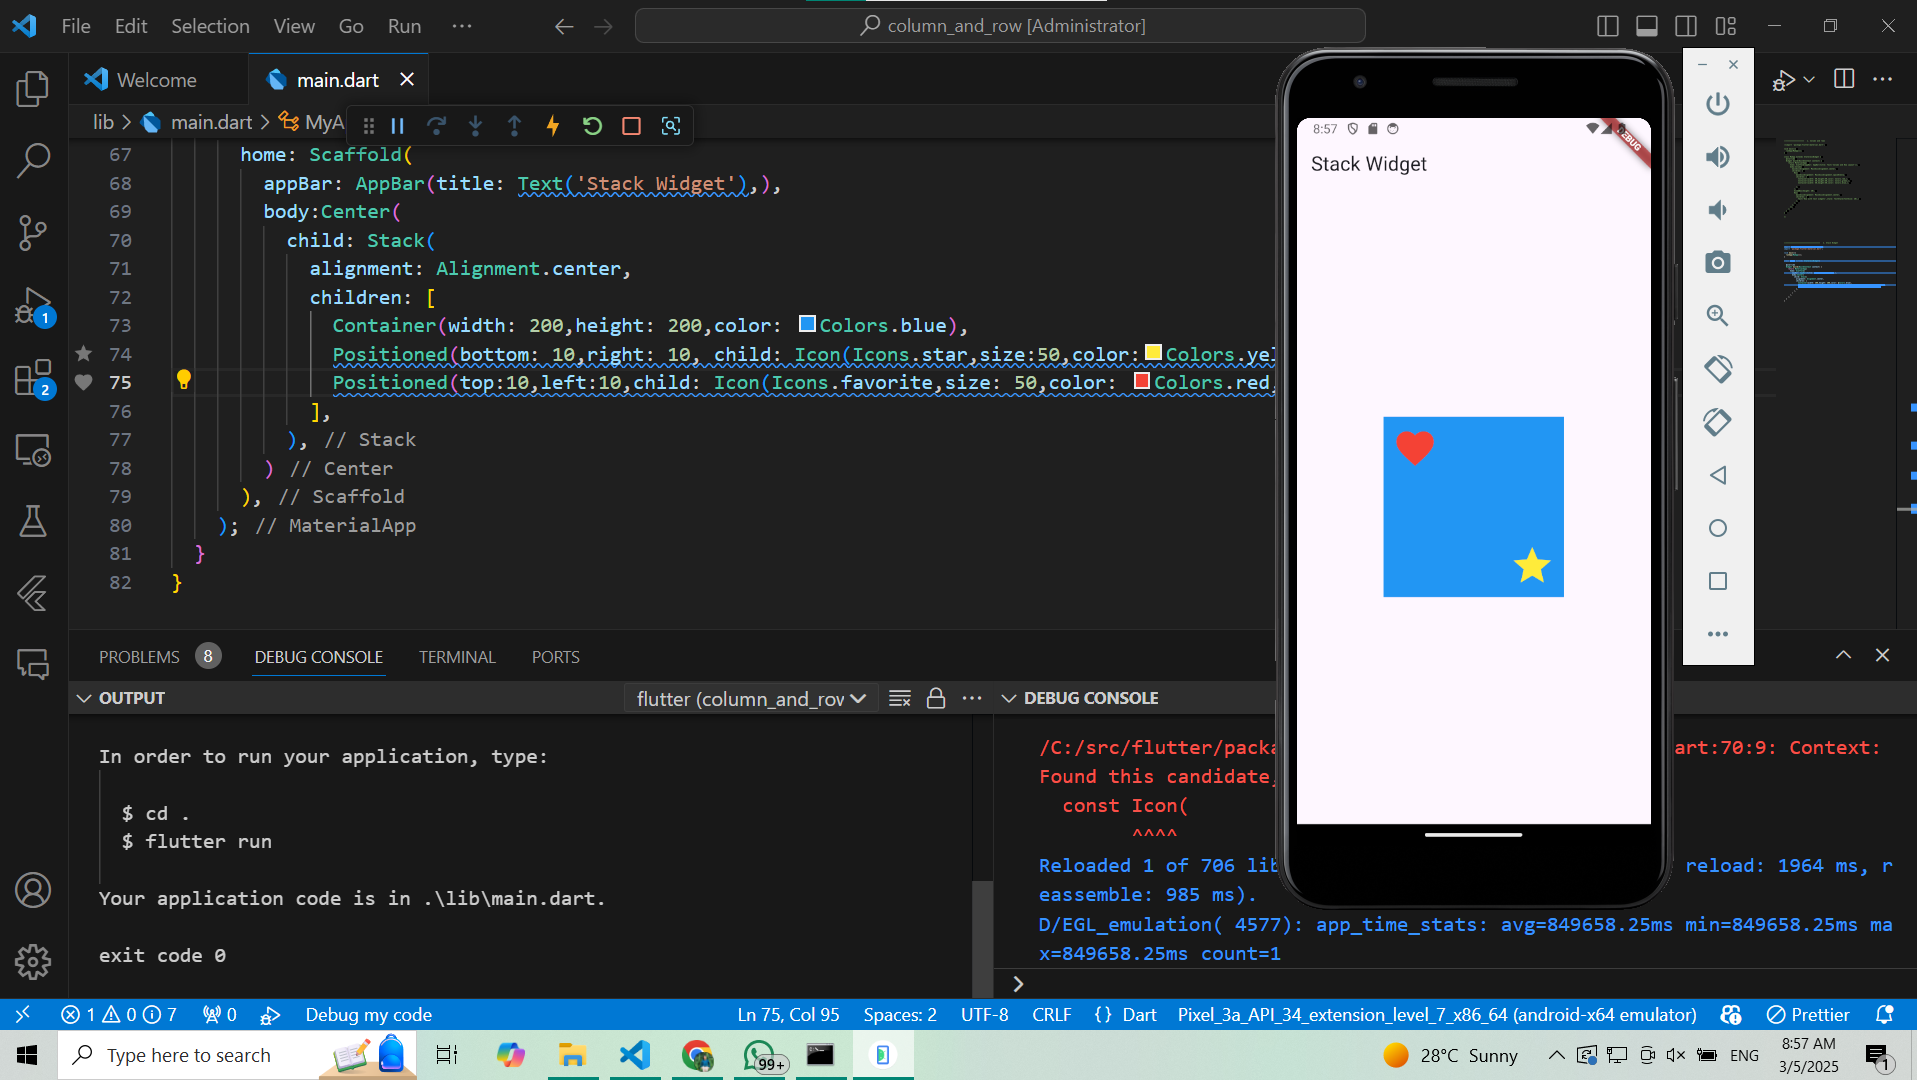 File Edit Selection View Go Run ...
column_and_row [Administrator]
Welcome
main.dart
lib > main.dart > MyA
67 home: Scaffold(
68 appBar: AppBar(title: Text('Stack Widget'),),
69 body:Center(
70 child: Stack(
71 alignment: Alignment.center,
72 children: [
73 Container(width: 200,height: 200,color: Colors.blue),
74 Positioned(bottom: 10,right: 10, child: Icon(Icons.star,size:50,color: Colors.yel
75 Positioned(top:10,left:10,child: Icon(Icons.favorite,size: 50,color: Colors.red,
76 ],
77 ), // Stack
78 ) // Center
79 ), // Scaffold
80 ); // MaterialApp
81 }
82 }
1
2
8:57
DEBUG
Stack Widget
PROBLEMS 8 DEBUG CONSOLE TERMINAL PORTS
OUTPUT
flutter (column_and_row
In order to run your application, type:
$ cd .
$ flutter run
Your application code is in .\lib\main.dart.
exit code 0
DEBUG CONSOLE
/C:/src/flutter/packa art:70:9: Context:
Found this candidate,
const Icon(
^^^^
Reloaded 1 of 706 lib reload: 1964 ms, r
eassemble: 985 ms).
D/EGL_emulation( 4577): app_time_stats: avg=849658.25ms min=849658.25ms ma
x=849658.25ms count=1
>
1 0 7 0 Debug my code Ln 75, Col 95 Spaces: 2 UTF-8 CRLF {} Dart Pixel_3a_API_34_extension_level_7_x86_64 (android-x64 emulator) Prettier
Type here to search
99+
28°C Sunny
ENG
8:57 AM
3/5/2025
1